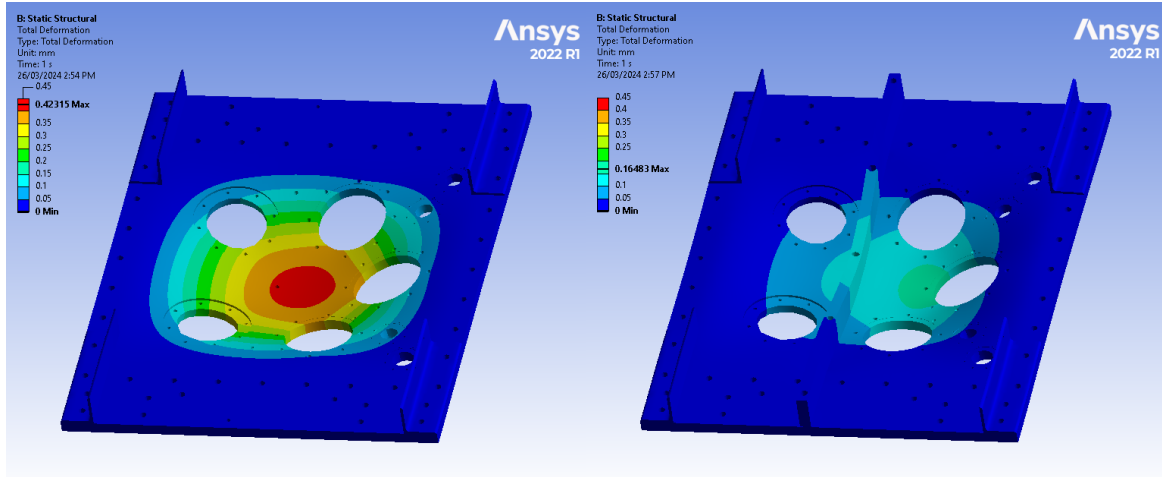 B: Static Structural
Total Deformation
Type: Total Deformation
Unit: mm
Time: 1 s
26/03/2024 2:54 PM
0.45
0.42315 Max
0.35
0.3
0.25
0.2
0.15
0.1
0.05
0 Min
Ansys
2022 R1
B: Static Structural
Total Deformation
Type: Total Deformation
Unit: mm
Time: 1 s
26/03/2024 2:57 PM
0.45
0.4
0.35
0.3
0.25
0.16483 Max
0.1
0.05
0 Min
Ansys
2022 R1